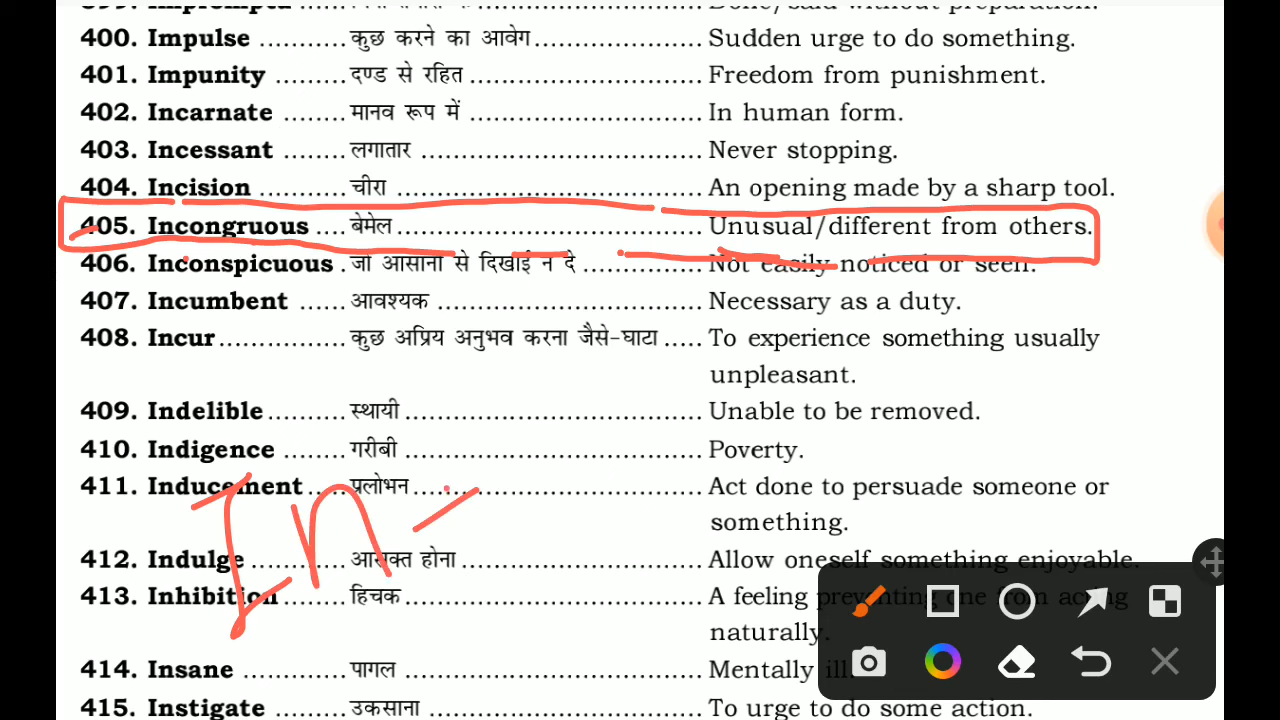 400. Impulse ........... कुछ करने का आवेग..................... Sudden urge to do something.
401. Impunity ......... दण्ड से रहित ............................. Freedom from punishment.
402. Incarnate ........ मानव रूप में ............................. In human form.
403. Incessant ........ लगातार .................................... Never stopping.
404. Incision ........... चीरा ....................................... An opening made by a sharp tool.
405. Incongruous .... बेमेल....................................... Unusual/different from others.
406. Inconspicuous . जो आसानी से दिखाई न दे ............... Not easily noticed or seen.
407. Incumbent ...... आवश्यक .................................. Necessary as a duty.
408. Incur................ कुछ अप्रिय अनुभव करना जैसे-घाटा ..... To experience something usually
unpleasant.
409. Indelible .......... स्थायी ...................................... Unable to be removed.
410. Indigence ........ गरीबी ...................................... Poverty.
411. Inducement ..... प्रलोभन..................................... Act done to persuade someone or
something.
In-
412. Indulge ............ आसक्त होना ............................... Allow oneself something enjoyable.
413. Inhibition ........ हिचक ...................................... A feeling preventing one from acting
naturally.
414. Insane ............. पागल ....................................... Mentally ill.
415. Instigate .......... उकसाना ................................... To urge to do some action.